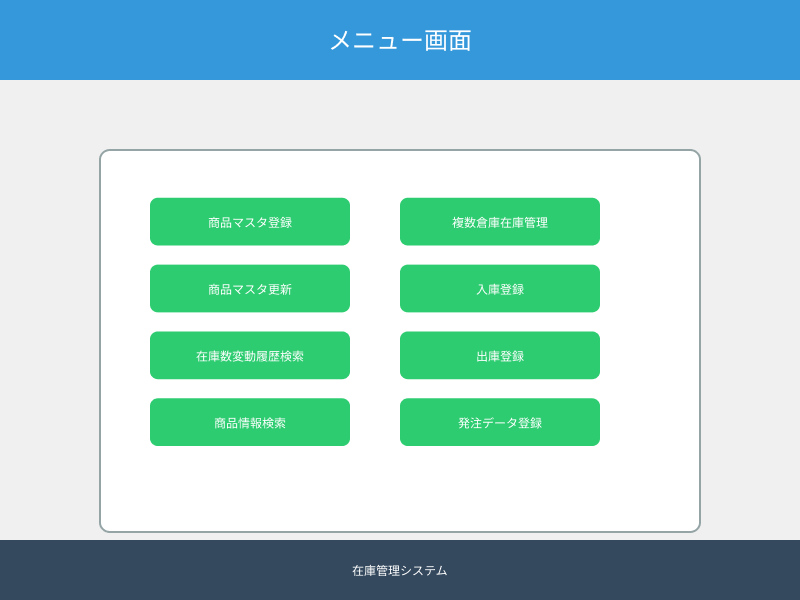 メニュー画面
商品マスタ登録
複数倉庫在庫管理
商品マスタ更新
入庫登録
在庫数変動履歴検索
出庫登録
商品情報検索
発注データ登録
在庫管理システム